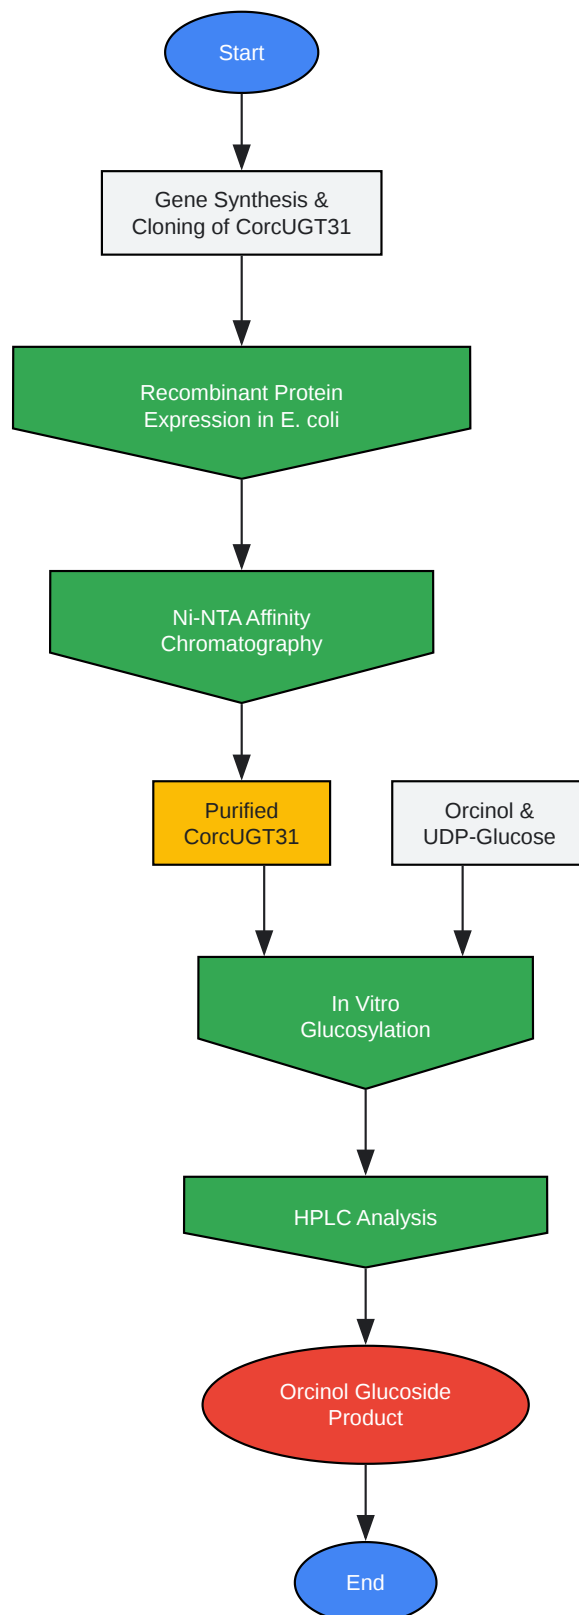 Start
Gene Synthesis &
Cloning of CorcUGT31
Recombinant Protein
Expression in E. coli
Ni-NTA Affinity
Chromatography
Purified
CorcUGT31
Orcinol &
UDP-Glucose
In Vitro
Glucosylation
HPLC Analysis
Orcinol Glucoside
Product
End